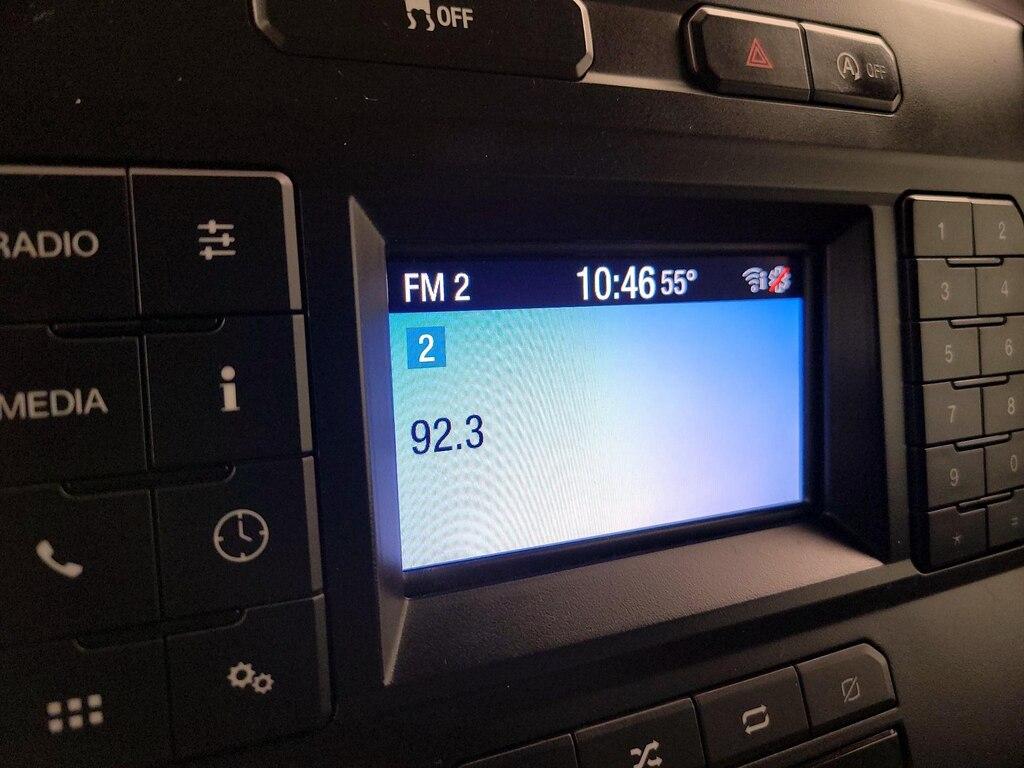 OFF
A OFF
RADIO
MEDIA
i
FM 2 10:46 55°
2
92.3
1 2
3 4
5 6
7 8
9 0
* =